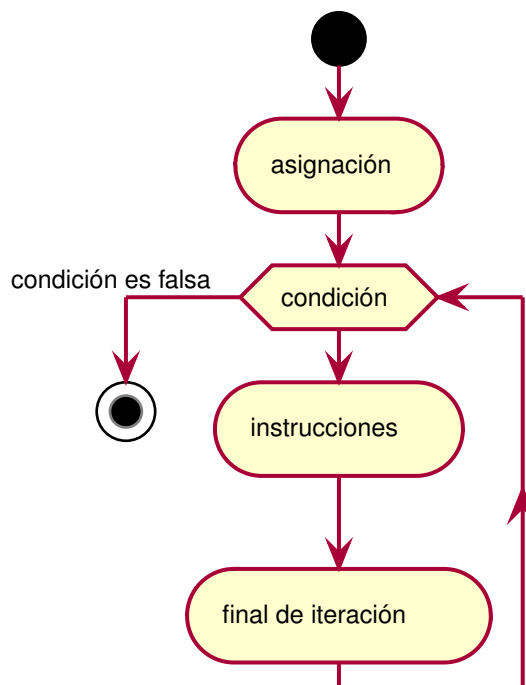 asignación
condición es falsa
condición
instrucciones
final de iteración